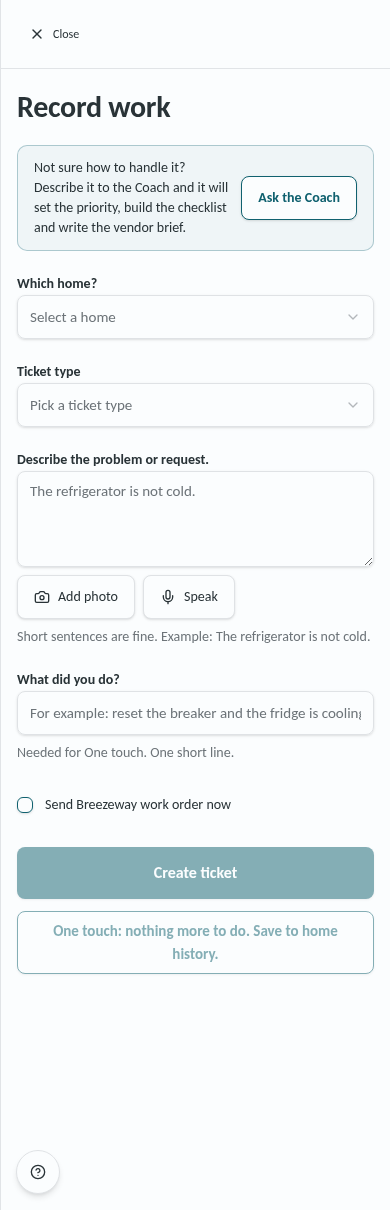 Close
Record work
Not sure how to handle it?
Describe it to the Coach and it will
set the priority, build the checklist
and write the vendor brief.
Ask the Coach
Which home?
Select a home
Ticket type
Pick a ticket type
Describe the problem or request.
The refrigerator is not cold.
Add photo
Speak
Short sentences are fine. Example: The refrigerator is not cold.
What did you do?
For example: reset the breaker and the fridge is cooling
Needed for One touch. One short line.
Send Breezeway work order now
Create ticket
One touch: nothing more to do. Save to home
history.